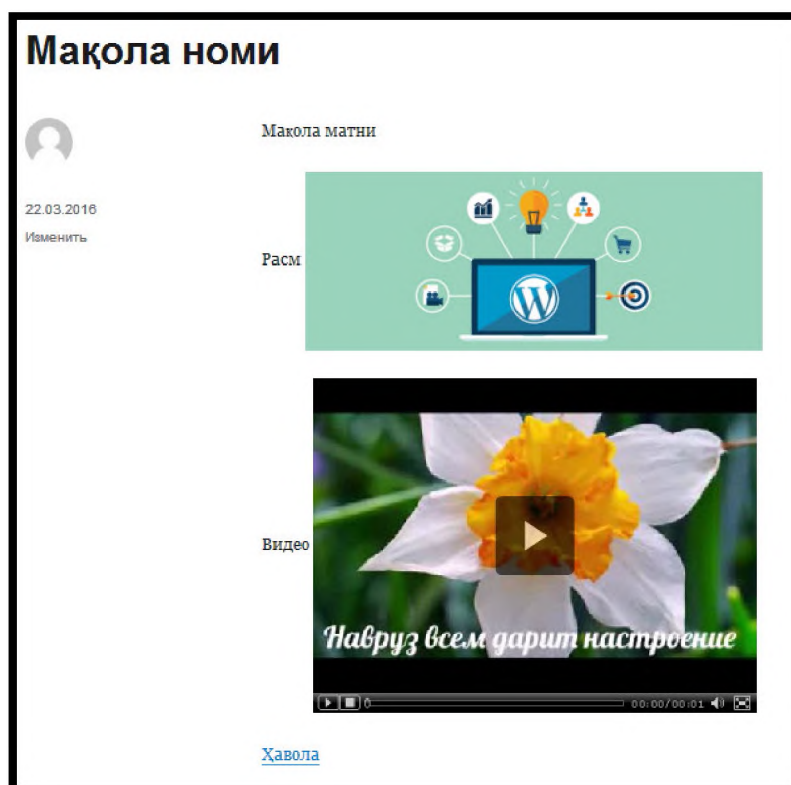 Мақола номи
Мақола матни
22.03.2016
Изменить
Расм
W
Видео
Навруз всем дарит настроение
00:00/00:01
Ҳавола